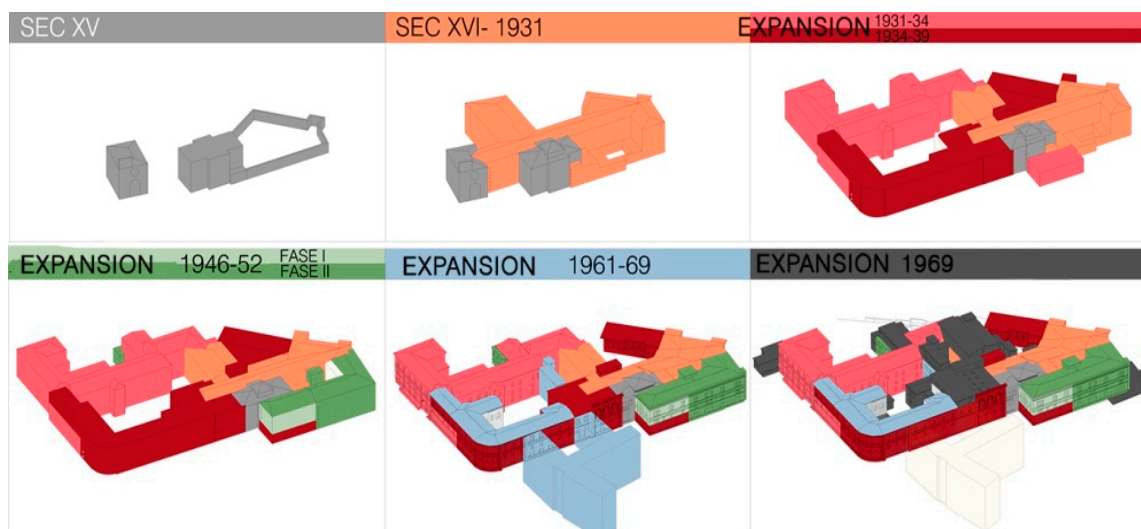 SEC XV
SEC XVI- 1931
EXPANSION 1931-34
1934-39
EXPANSION 1946-52 FASE I
FASE II
EXPANSION 1961-69
EXPANSION 1969